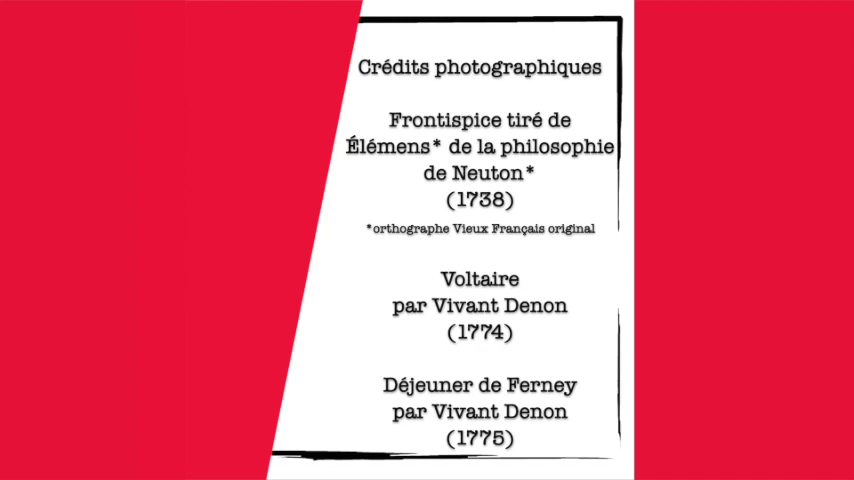 Crédits photographiques
Frontispice tiré de
Élémens* de la philosophie
de Neuton*
(1738)
*orthographe Vieux Français original
Voltaire
par Vivant Denon
(1774)
Déjeuner de Ferney
par Vivant Denon
(1775)